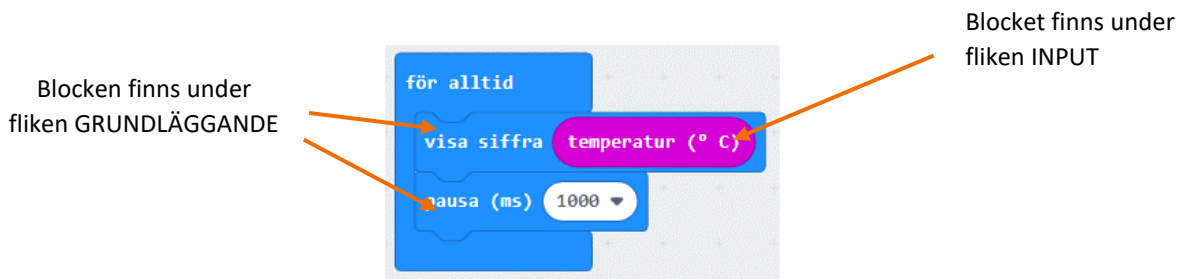 Blocket finns under
fliken INPUT
Blocken finns under
fliken GRUNDLÄGGANDE
för alltid
visa siffra temperatur (° C)
pausa (ms) 1000